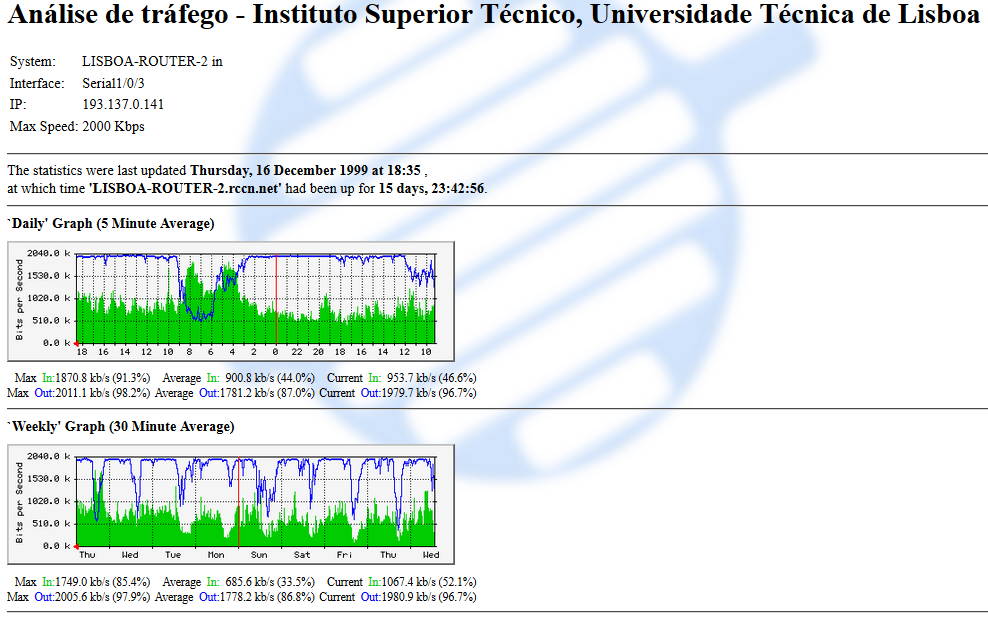 Análise de tráfego - Instituto Superior Técnico, Universidade Técnica de Lisboa
System: LISBOA-ROUTER-2 in
Interface: Serial1/0/3
IP: 193.137.0.141
Max Speed: 2000 Kbps
The statistics were last updated Thursday, 16 December 1999 at 18:35 ,
at which time 'LISBOA-ROUTER-2.rccn.net' had been up for 15 days, 23:42:56.
`Daily' Graph (5 Minute Average)
Bits per Second
2040.0 k
1530.0 k
1020.0 k
510.0 k
0.0 k
18 16 14 12 10 8 6 4 2 0 22 20 18 16 14 12 10
Max In:1870.8 kb/s (91.3%) Average In: 900.8 kb/s (44.0%) Current In: 953.7 kb/s (46.6%)
Max Out:2011.1 kb/s (98.2%) Average Out:1781.2 kb/s (87.0%) Current Out:1979.7 kb/s (96.7%)
`Weekly' Graph (30 Minute Average)
Bits per Second
2040.0 k
1530.0 k
1020.0 k
510.0 k
0.0 k
Thu Wed Tue Mon Sun Sat Fri Thu Wed
Max In:1749.0 kb/s (85.4%) Average In: 685.6 kb/s (33.5%) Current In:1067.4 kb/s (52.1%)
Max Out:2005.6 kb/s (97.9%) Average Out:1778.2 kb/s (86.8%) Current Out:1980.9 kb/s (96.7%)